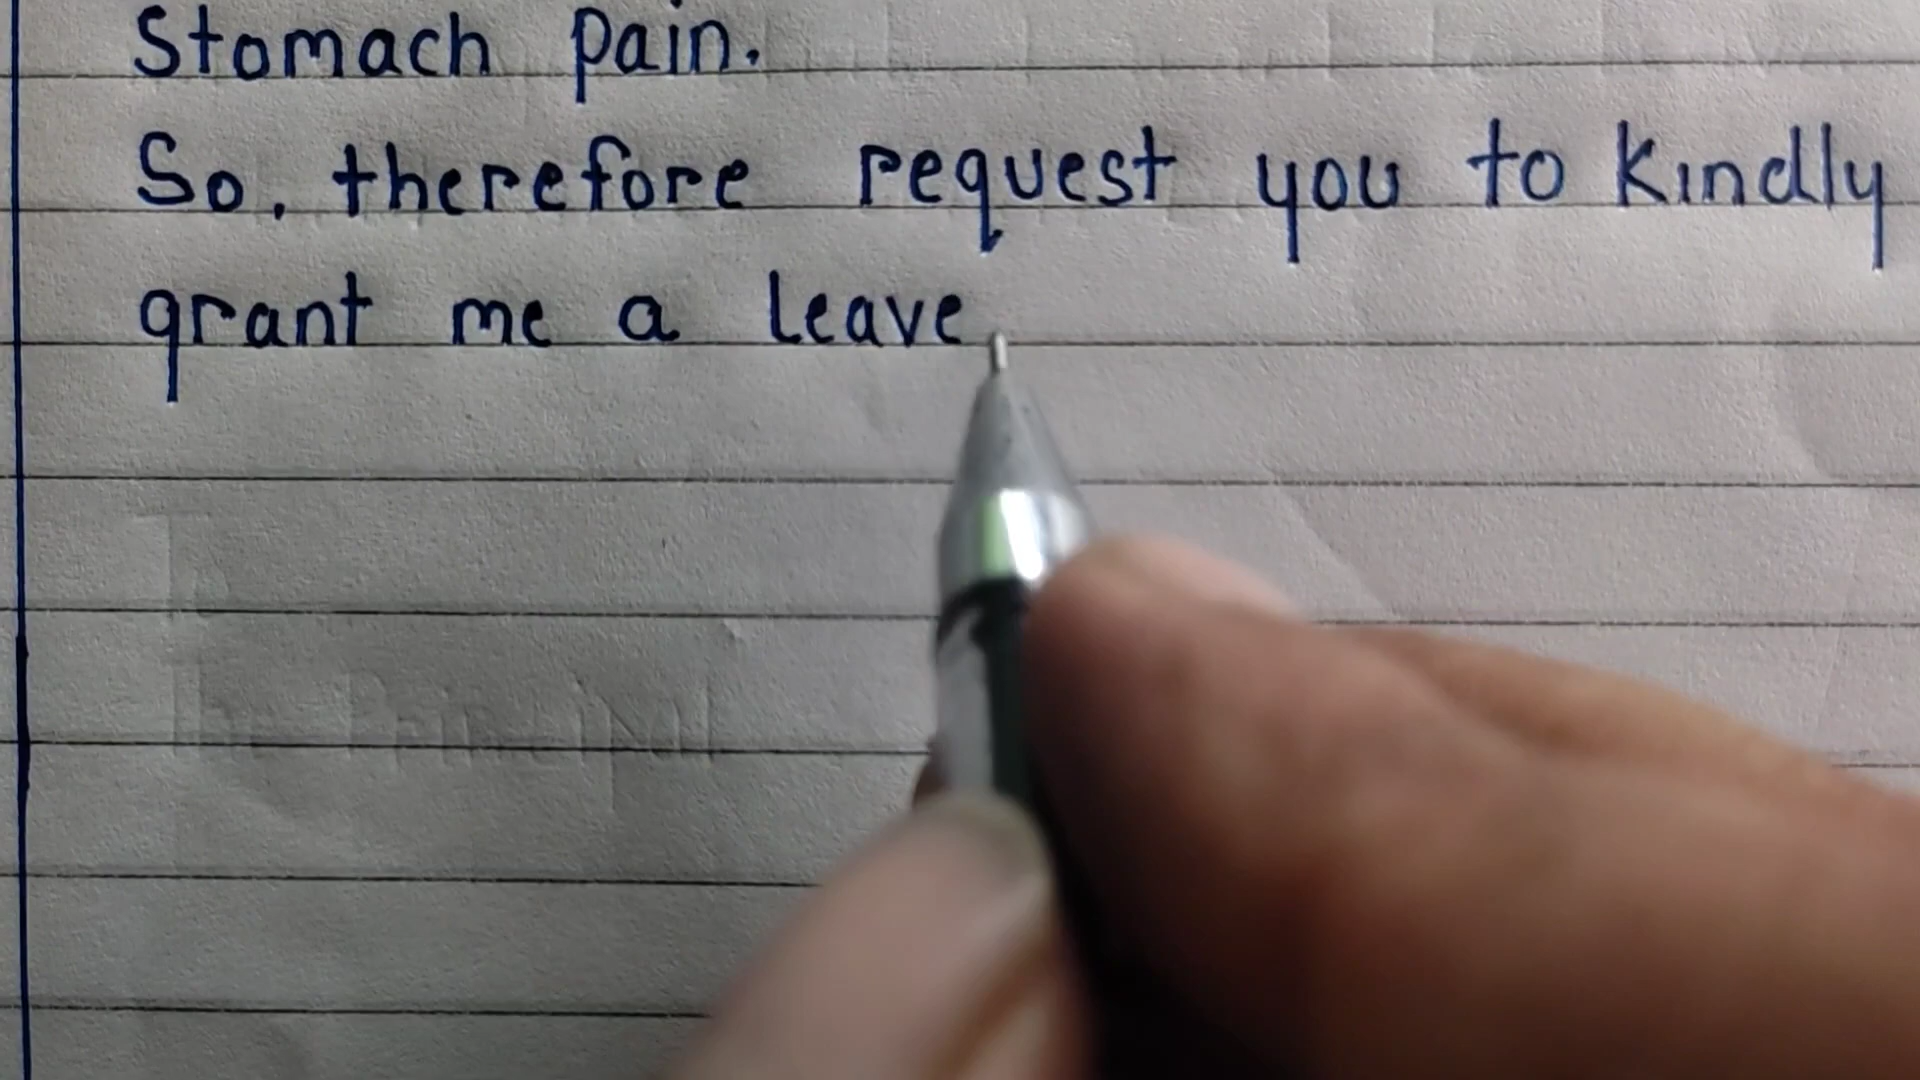 Stomach pain.
So, therefore request you to kindly
grant me a leave